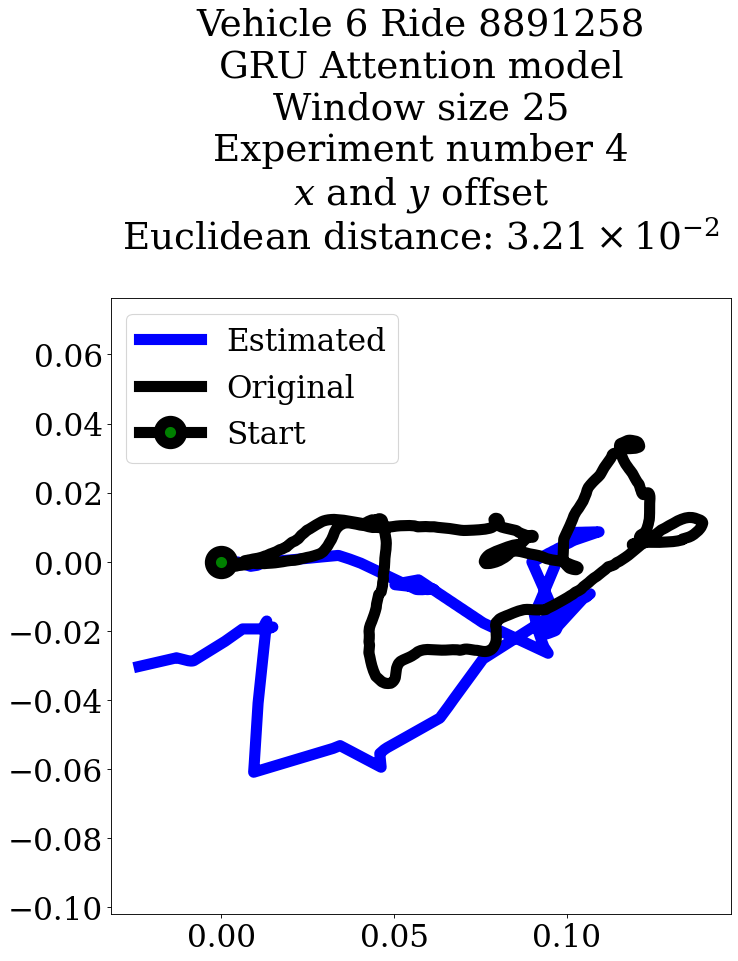 Vehicle 6 Ride 8891258
GRU Attention model
Window size 25
Experiment number 4
x and y offset
Euclidean distance: 3.21 × 10⁻²
Estimated
Original
Start
0.06
0.04
0.02
0.00
−0.02
−0.04
−0.06
−0.08
−0.10
0.00 0.05 0.10